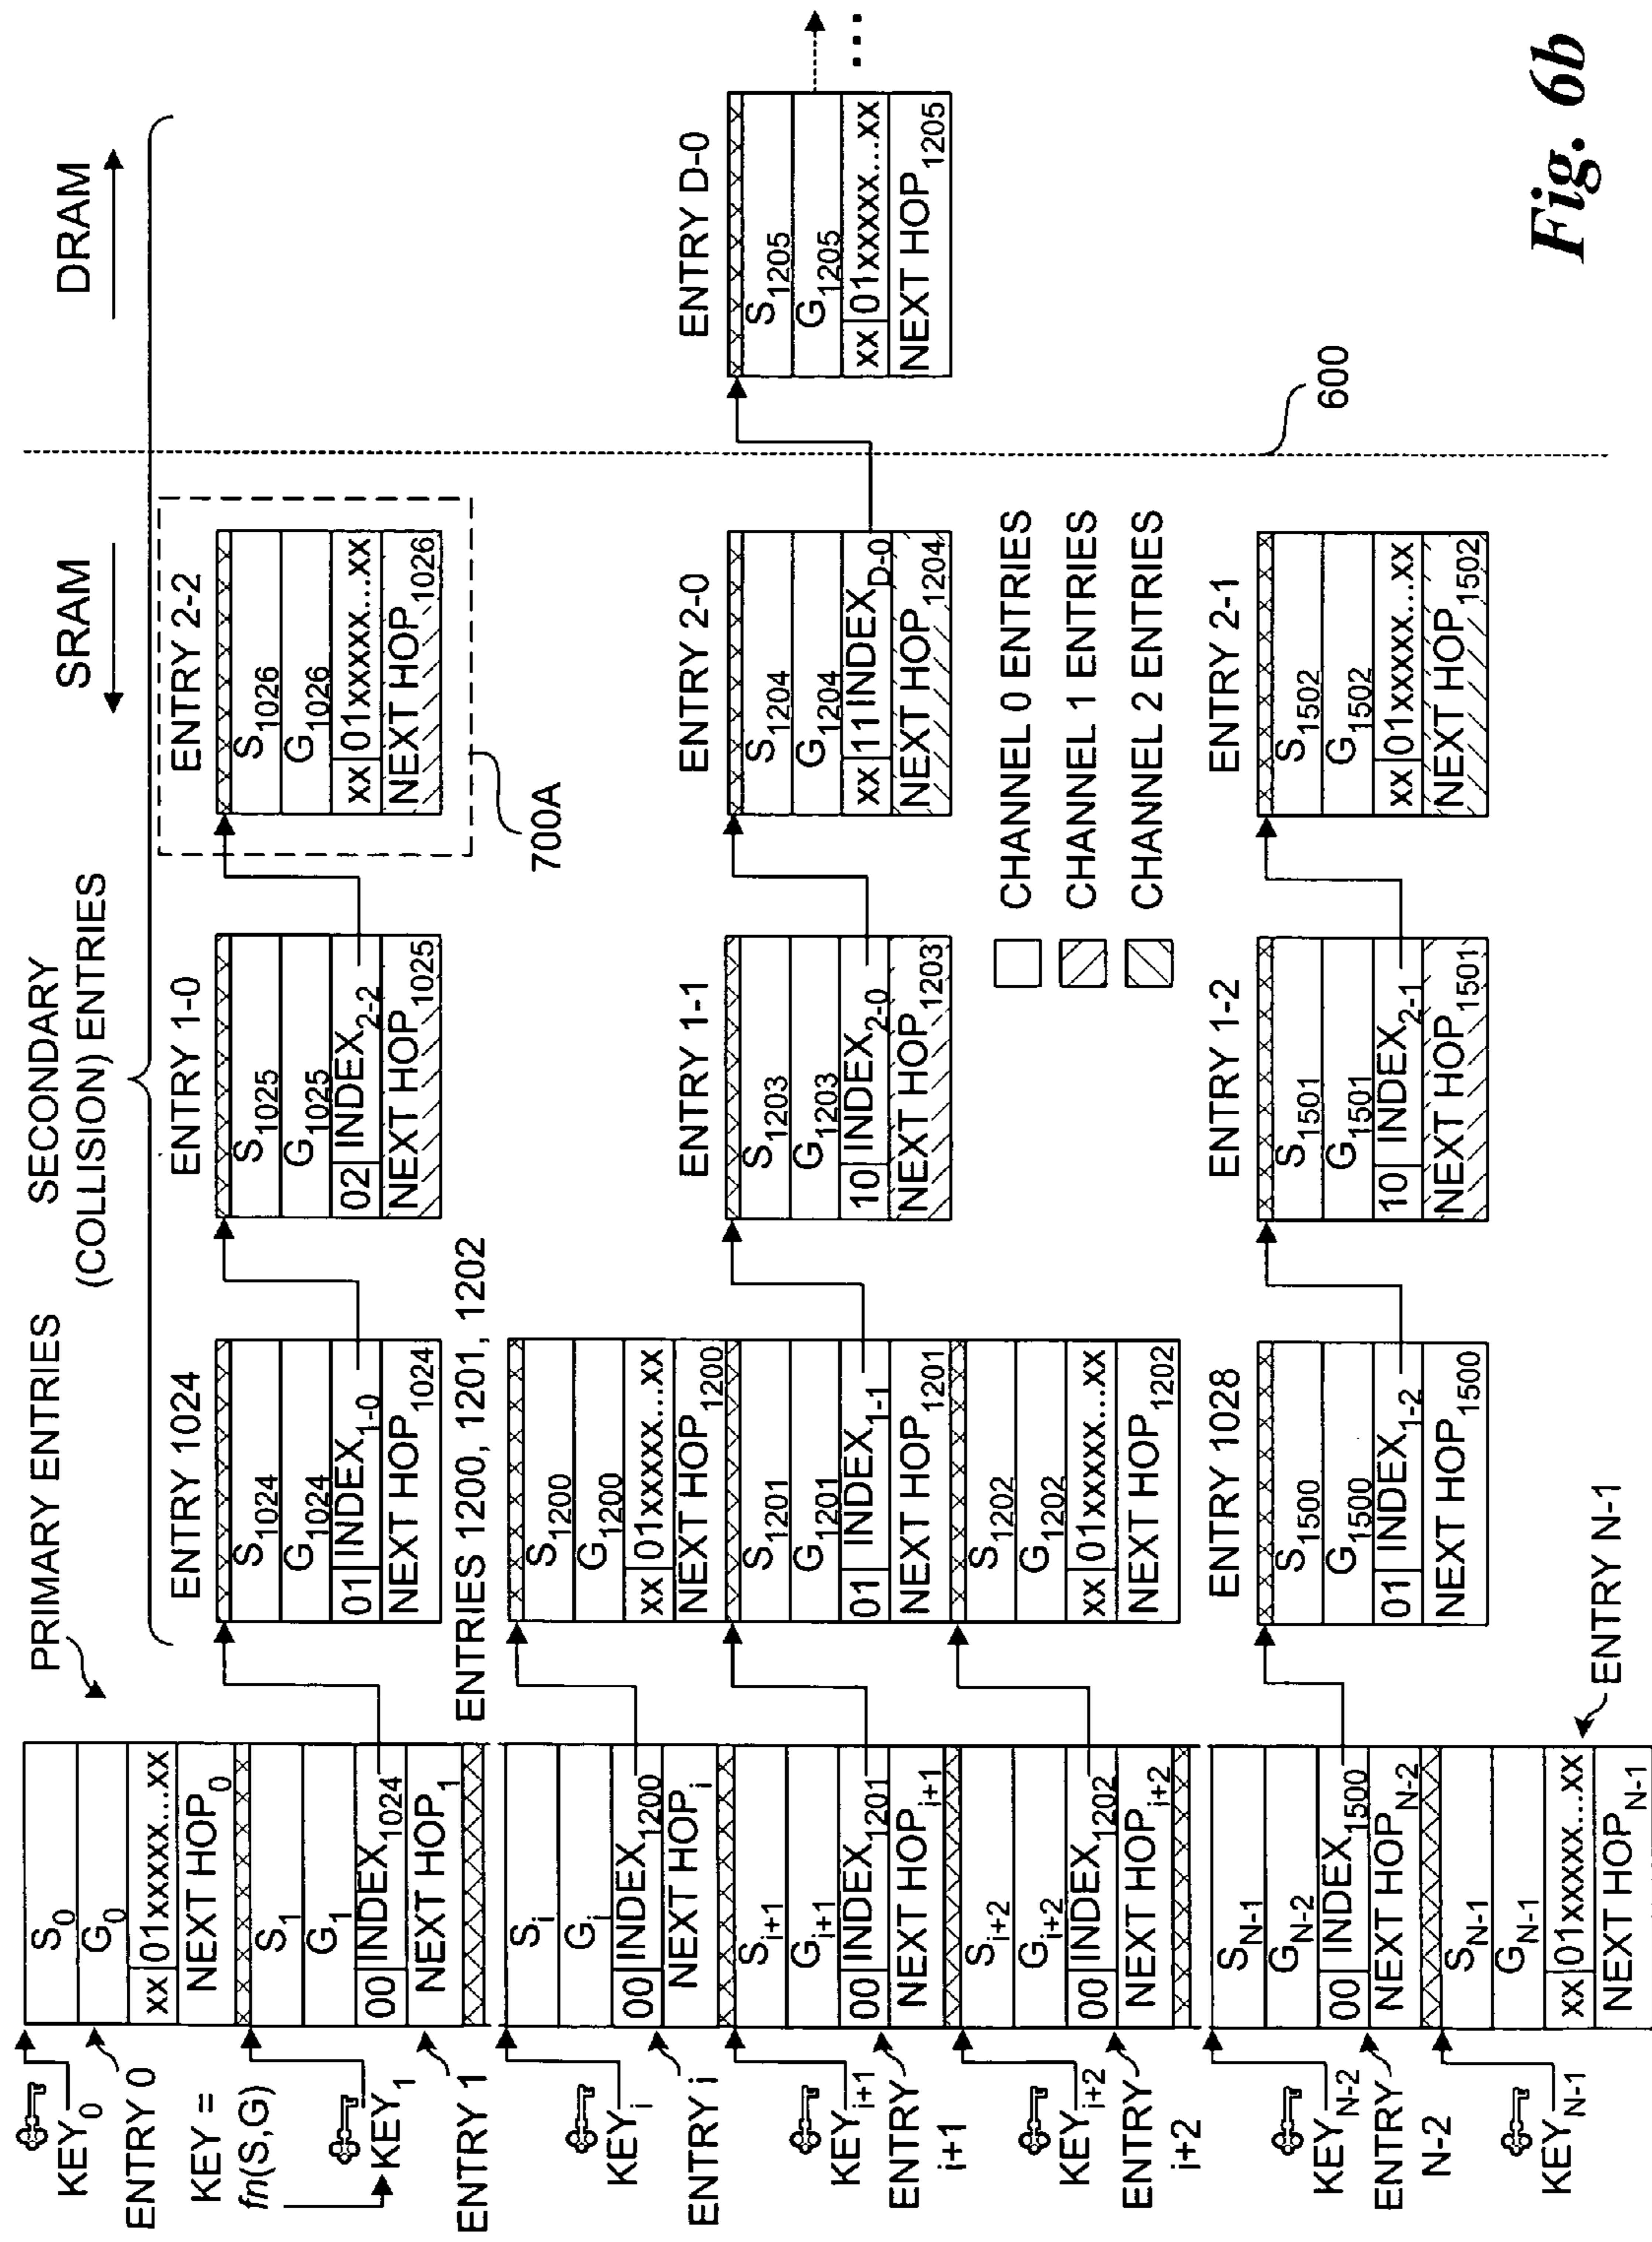 PRIMARY ENTRIES
SECONDARY
(COLLISION) ENTRIES
SRAM
DRAM
KEY0
ENTRY 0
KEY =
fn(S,G)
KEY1
ENTRY 1
KEYi
ENTRY i
KEYi+1
ENTRY
i+1
KEYi+2
ENTRY
i+2
KEYN-2
ENTRY
N-2
KEYN-1
ENTRY N-1
S0
G0
xx 01xxxxx...xx
NEXT HOP0
S1
G1
00 INDEX1024
NEXT HOP1
Si
Gi
00 INDEX1200
NEXT HOPi
Si+1
Gi+1
00 INDEX1201
NEXT HOPi+1
Si+2
Gi+2
00 INDEX1202
NEXT HOPi+2
SN-1
GN-2
00 INDEX1500
NEXT HOPN-2
SN-1
GN-1
xx 01xxxxx...xx
NEXT HOPN-1
ENTRY 1024
S1024
G1024
01 INDEX1-0
NEXT HOP1024
ENTRY 1-0
S1025
G1025
02 INDEX2-2
NEXT HOP1025
ENTRY 2-2
S1026
G1026
xx 01xxxx...xx
NEXT HOP1026
700A
ENTRIES 1200, 1201, 1202
S1200
G1200
xx 01xxxxx...xx
NEXT HOP1200
S1201
G1201
01 INDEX1-1
NEXT HOP1201
S1202
G1202
xx 01xxxxx...xx
NEXT HOP1202
ENTRY 1-1
S1203
G1203
10 INDEX2-0
NEXT HOP1203
ENTRY 2-0
S1204
G1204
xx 11 INDEXD-0
NEXT HOP1204
ENTRY D-0
S1205
G1205
xx 01xxxxx...xx
NEXT HOP1205
...
CHANNEL 0 ENTRIES
CHANNEL 1 ENTRIES
CHANNEL 2 ENTRIES
ENTRY 1028
S1500
G1500
01 INDEX1-2
NEXT HOP1500
ENTRY 1-2
S1501
G1501
10 INDEX2-1
NEXT HOP1501
ENTRY 2-1
S1502
G1502
xx 01xxxxx...xx
NEXT HOP1502
600
Fig. 6b